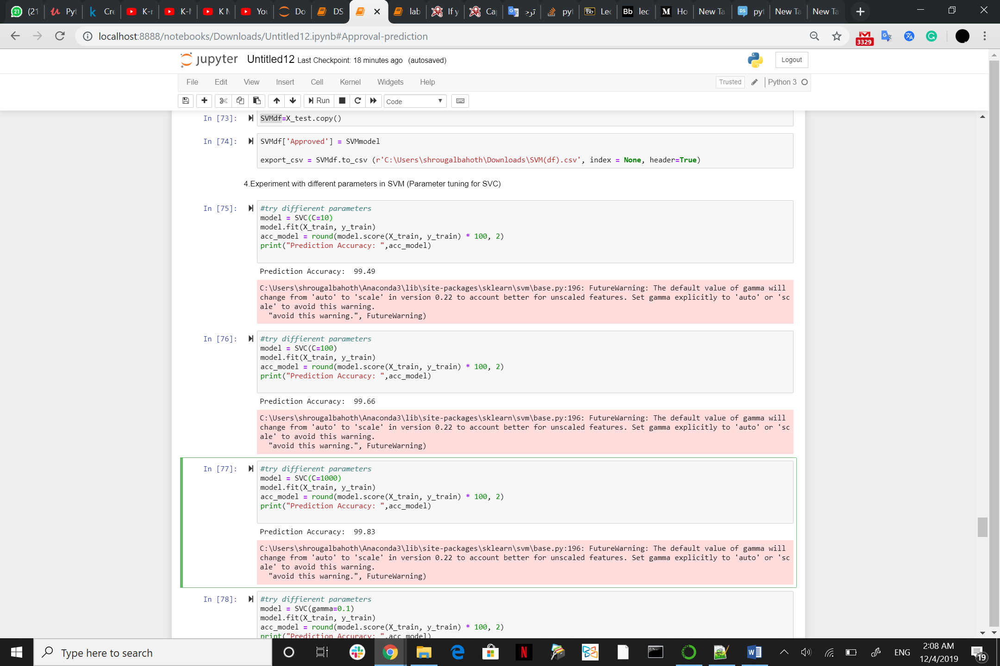 (21
Pyt
Cre
K-r
K-N
K N
You
Do
DS
lab
If y
Ca
ترج
pyt
Bb Lec
Bb lec
M Ho
New Ta
DS pyt
New Ta
New Ta
localhost:8888/notebooks/Downloads/Untitled12.ipynb#Approval-prediction
3329
jupyter Untitled12 Last Checkpoint: 18 minutes ago (autosaved)
Logout
File Edit View Insert Cell Kernel Widgets Help
Trusted Python 3
Run Code
In [73]: SVMdf=X_test.copy()
In [74]: SVMdf['Approved'] = SVMmodel
export_csv = SVMdf.to_csv (r'C:\Users\shrougalbahoth\Downloads\SVM(df).csv', index = None, header=True)
4.Experiment with different parameters in SVM (Parameter tuning for SVC)
In [75]: #try diffierent parameters
model = SVC(C=10)
model.fit(X_train, y_train)
acc_model = round(model.score(X_train, y_train) * 100, 2)
print("Prediction Accuracy: ",acc_model)
Prediction Accuracy:  99.49
C:\Users\shrougalbahoth\Anaconda3\lib\site-packages\sklearn\svm\base.py:196: FutureWarning: The default value of gamma will
change from 'auto' to 'scale' in version 0.22 to account better for unscaled features. Set gamma explicitly to 'auto' or 'sc
ale' to avoid this warning.
"avoid this warning.", FutureWarning)
In [76]: #try diffierent parameters
model = SVC(C=100)
model.fit(X_train, y_train)
acc_model = round(model.score(X_train, y_train) * 100, 2)
print("Prediction Accuracy: ",acc_model)
Prediction Accuracy:  99.66
C:\Users\shrougalbahoth\Anaconda3\lib\site-packages\sklearn\svm\base.py:196: FutureWarning: The default value of gamma will
change from 'auto' to 'scale' in version 0.22 to account better for unscaled features. Set gamma explicitly to 'auto' or 'sc
ale' to avoid this warning.
"avoid this warning.", FutureWarning)
In [77]: #try diffierent parameters
model = SVC(C=1000)
model.fit(X_train, y_train)
acc_model = round(model.score(X_train, y_train) * 100, 2)
print("Prediction Accuracy: ",acc_model)
Prediction Accuracy:  99.83
C:\Users\shrougalbahoth\Anaconda3\lib\site-packages\sklearn\svm\base.py:196: FutureWarning: The default value of gamma will
change from 'auto' to 'scale' in version 0.22 to account better for unscaled features. Set gamma explicitly to 'auto' or 'sc
ale' to avoid this warning.
"avoid this warning.", FutureWarning)
In [78]: #try diffierent parameters
model = SVC(gamma=0.1)
model.fit(X_train, y_train)
acc_model = round(model.score(X_train, y_train) * 100, 2)
print("Prediction Accuracy: ",acc_model)
Type here to search
ENG
2:08 AM
12/4/2019
19